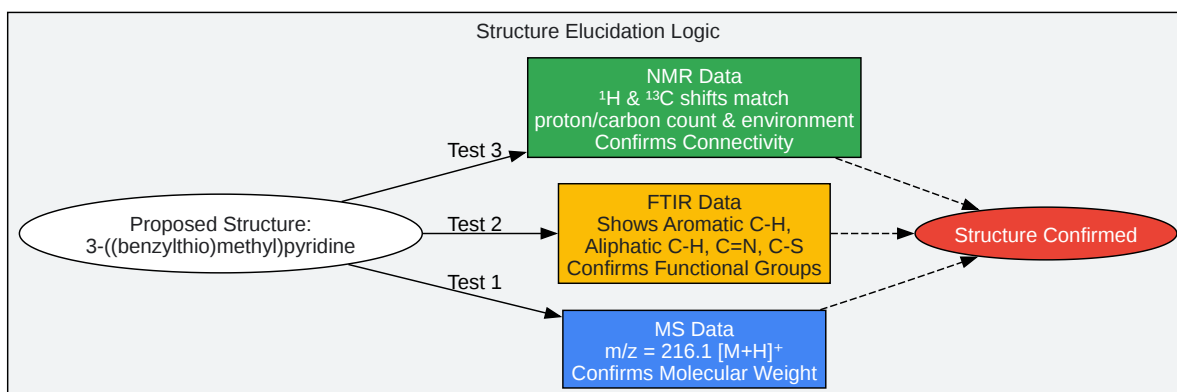 Structure Elucidation Logic
NMR Data
¹H & ¹³C shifts match
proton/carbon count & environment
Confirms Connectivity
Test 3
Proposed Structure:
3-((benzylthio)methyl)pyridine
Test 2
FTIR Data
Shows Aromatic C-H,
Aliphatic C-H, C=N, C-S
Confirms Functional Groups
Structure Confirmed
Test 1
MS Data
m/z = 216.1 [M+H]⁺
Confirms Molecular Weight